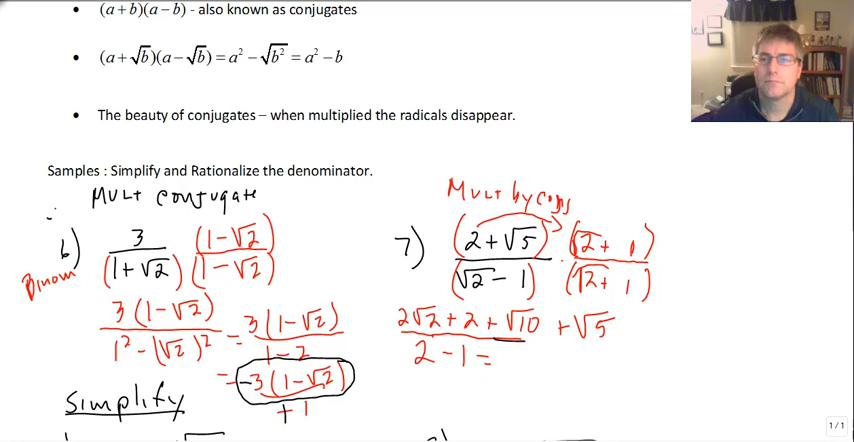 • (a + b)(a − b) - also known as conjugates
• (a + √b)(a − √b) = a² − √b² = a² − b
• The beauty of conjugates – when multiplied the radicals disappear.
Samples : Simplify and Rationalize the denominator.
MULT conjugate
∴ 6) 3/(1+√2) (1−√2)/(1−√2)
Binom
3(1−√2)/(1² − (√2)²) = 3(1−√2)/(1−2)
= −3(1−√2)/+1
Simplify
MULT by conj
7) (2+√5)/(√2−1) · (√2+1)/(√2+1)
2√2 + 2 + √10 + √5
2 − 1 =
1/1